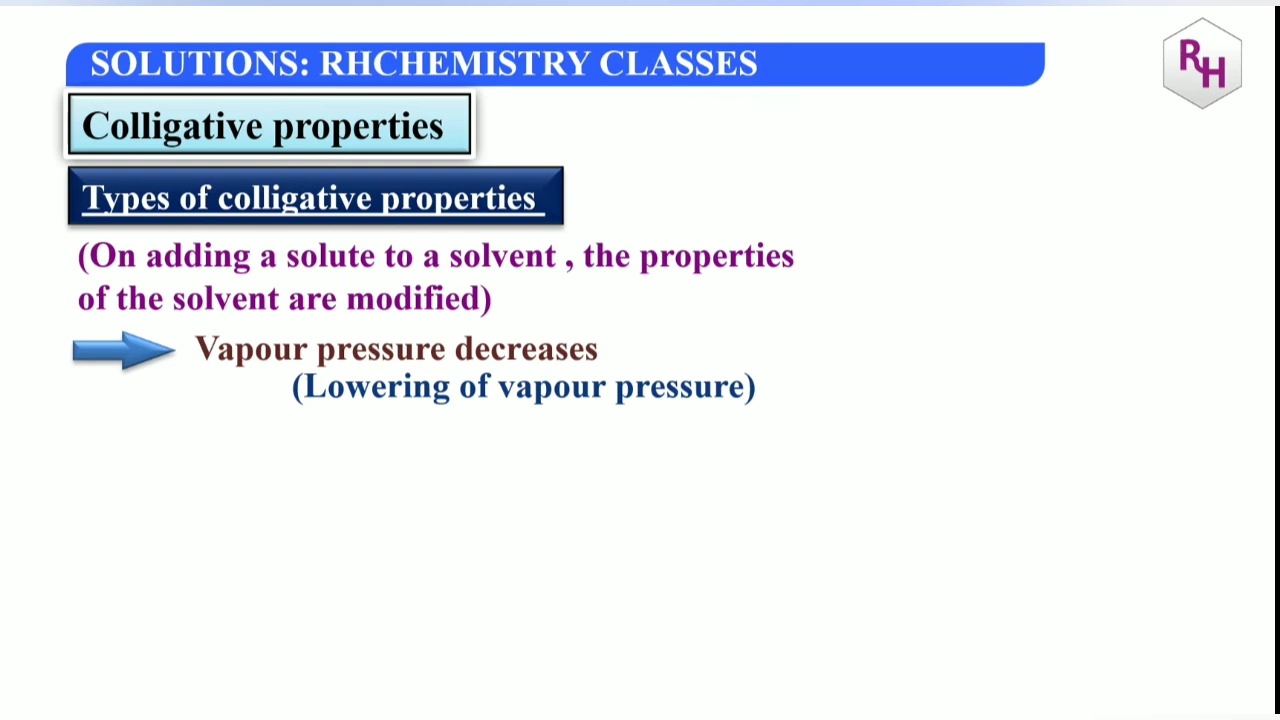 SOLUTIONS: RHCHEMISTRY CLASSES
RH
Colligative properties
Types of colligative properties
(On adding a solute to a solvent , the properties
of the solvent are modified)
Vapour pressure decreases
(Lowering of vapour pressure)